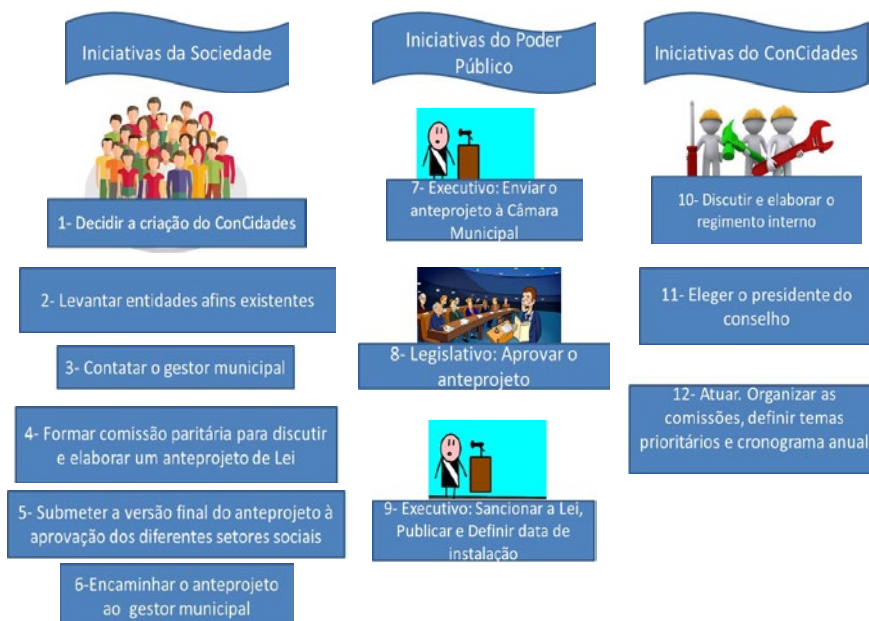 Iniciativas da Sociedade
1- Decidir a criação do ConCidades
2- Levantar entidades afins existentes
3- Contatar o gestor municipal
4- Formar comissão paritária para discutir
e elaborar um anteprojeto de Lei
5- Submeter a versão final do anteprojeto à
aprovação dos diferentes setores sociais
6-Encaminhar o anteprojeto
ao gestor municipal
Iniciativas do Poder
Público
7- Executivo: Enviar o
anteprojeto à Câmara
Municipal
8- Legislativo: Aprovar o
anteprojeto
9- Executivo: Sancionar a Lei,
Publicar e Definir data de
instalação
Iniciativas do ConCidades
10- Discutir e elaborar o
regimento interno
11- Eleger o presidente do
conselho
12- Atuar. Organizar as
comissões, definir temas
prioritários e cronograma anual